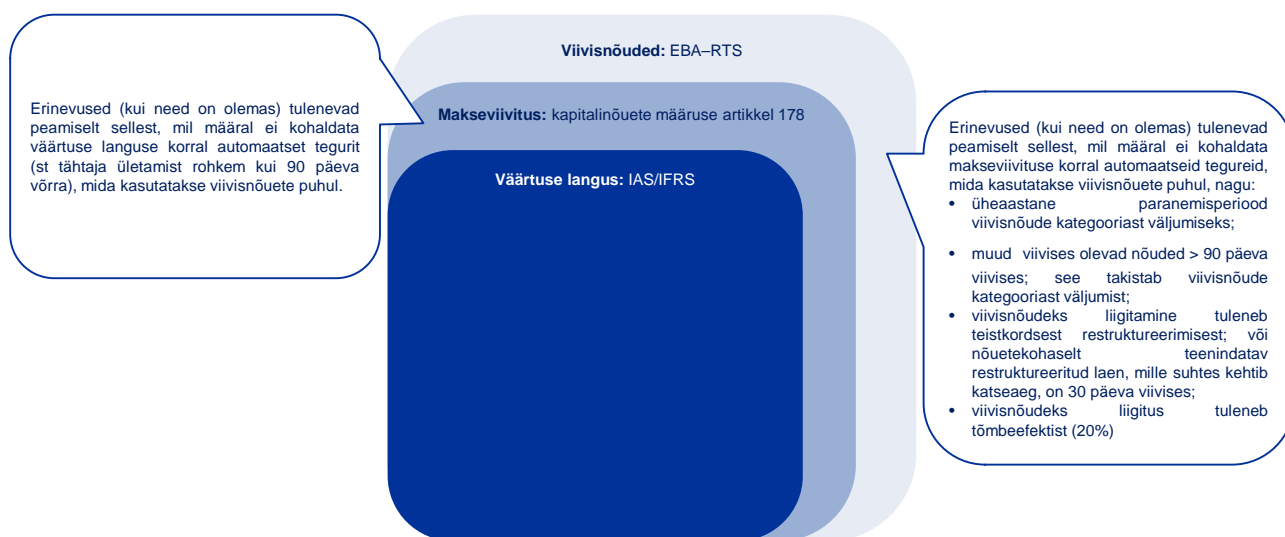 Viivisnõuded: EBA–RTS
Erinevused (kui need on olemas) tulenevad
peamiselt sellest, mil määral ei kohaldata
väärtuse languse korral automaatset tegurit
(st tähtaja ületamist rohkem kui 90 päeva
võrra), mida kasutatakse viivisnõuete puhul.
Makseviivitus: kapitalinõuete määruse artikkel 178
Väärtuse langus: IAS/IFRS
Erinevused (kui need on olemas) tulenevad
peamiselt sellest, mil määral ei kohaldata
makseviivituse korral automaatseid tegureid,
mida kasutatakse viivisnõuete puhul, nagu:
• üheaastane paranemisperiood
viivisnõude kategooriast väljumiseks;
• muud viivises olevad nõuded > 90 päeva
viivises; see takistab viivisnõude
kategooriast väljumist;
• viivisnõudeks liigitamine tuleneb
teistkordsest restruktureerimisest; või
nõuetekohaselt teenindatav
restruktureeritud laen, mille suhtes kehtib
katseaeg, on 30 päeva viivises;
• viivisnõudeks liigitus tuleneb
tõmbeefektist (20%)